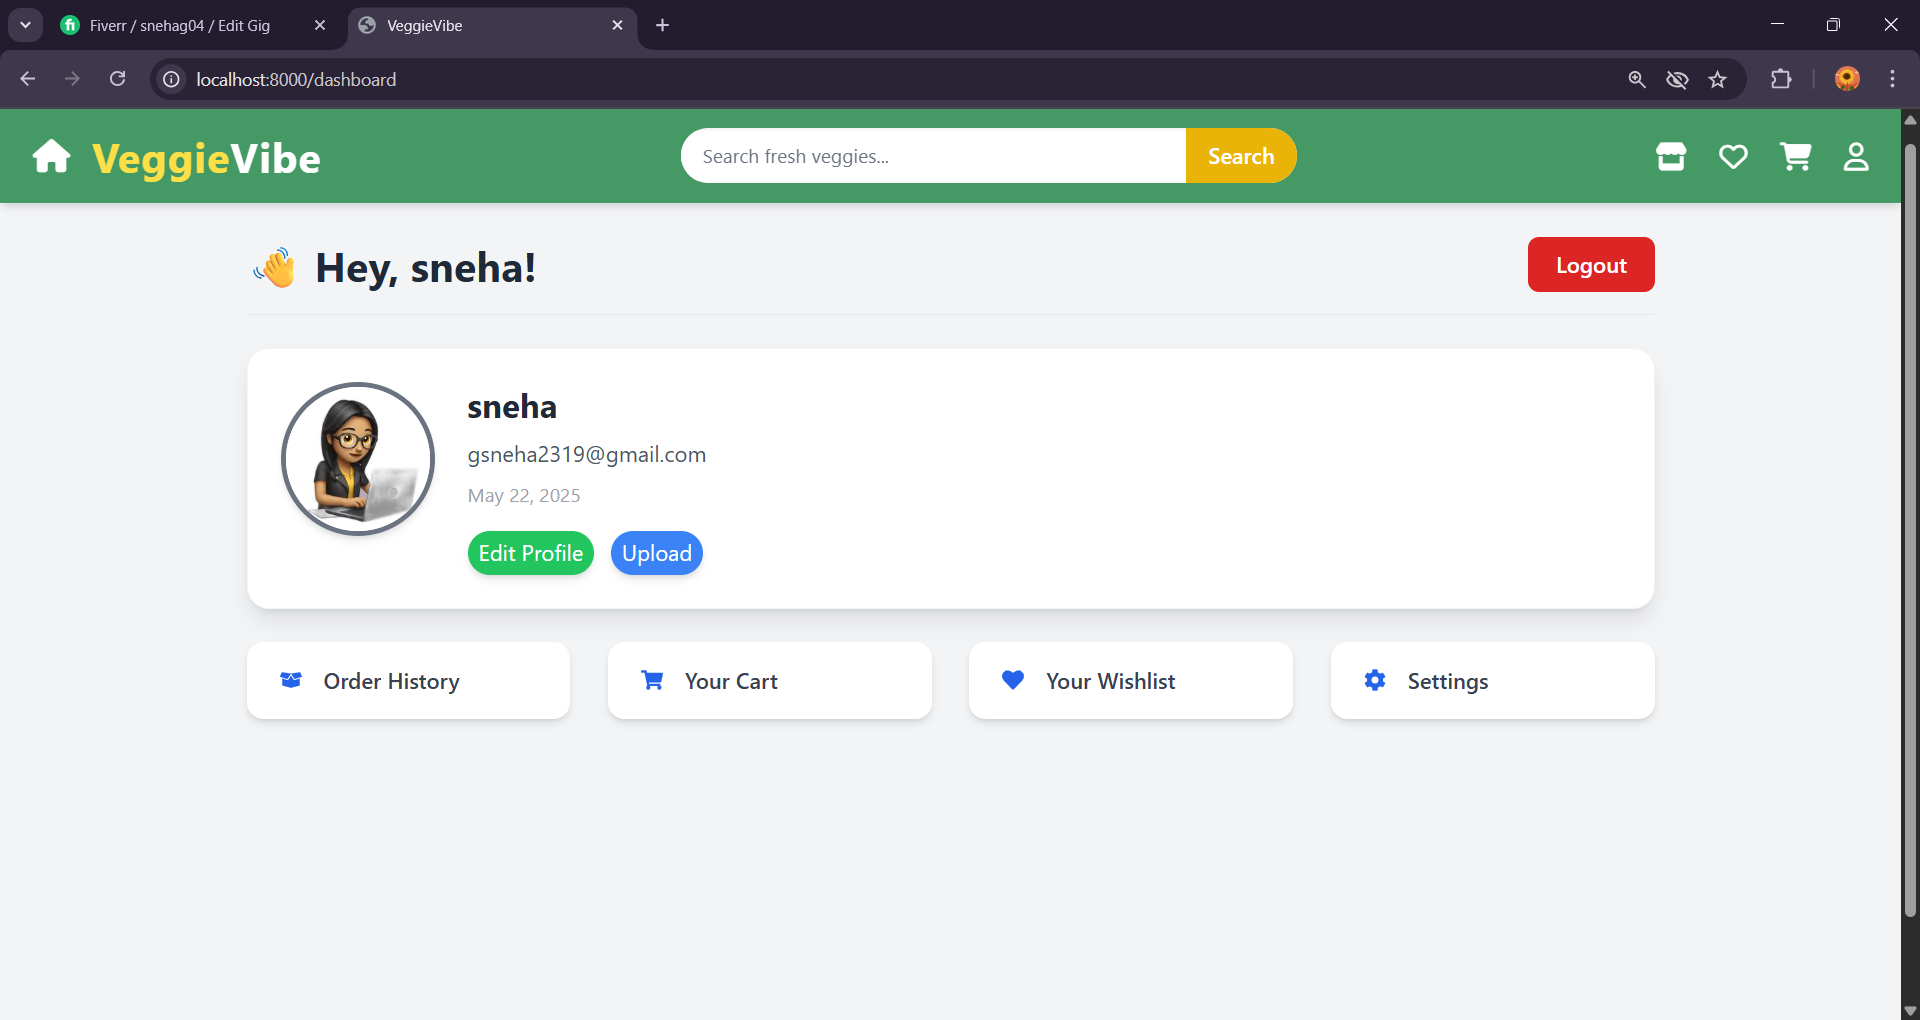 Fiverr / snehag04 / Edit Gig
VeggieVibe
localhost:8000/dashboard
VeggieVibe
Search fresh veggies...
Search
👋 Hey, sneha!
Logout
sneha
gsneha2319@gmail.com
May 22, 2025
Edit Profile
Upload
Order History
Your Cart
Your Wishlist
Settings